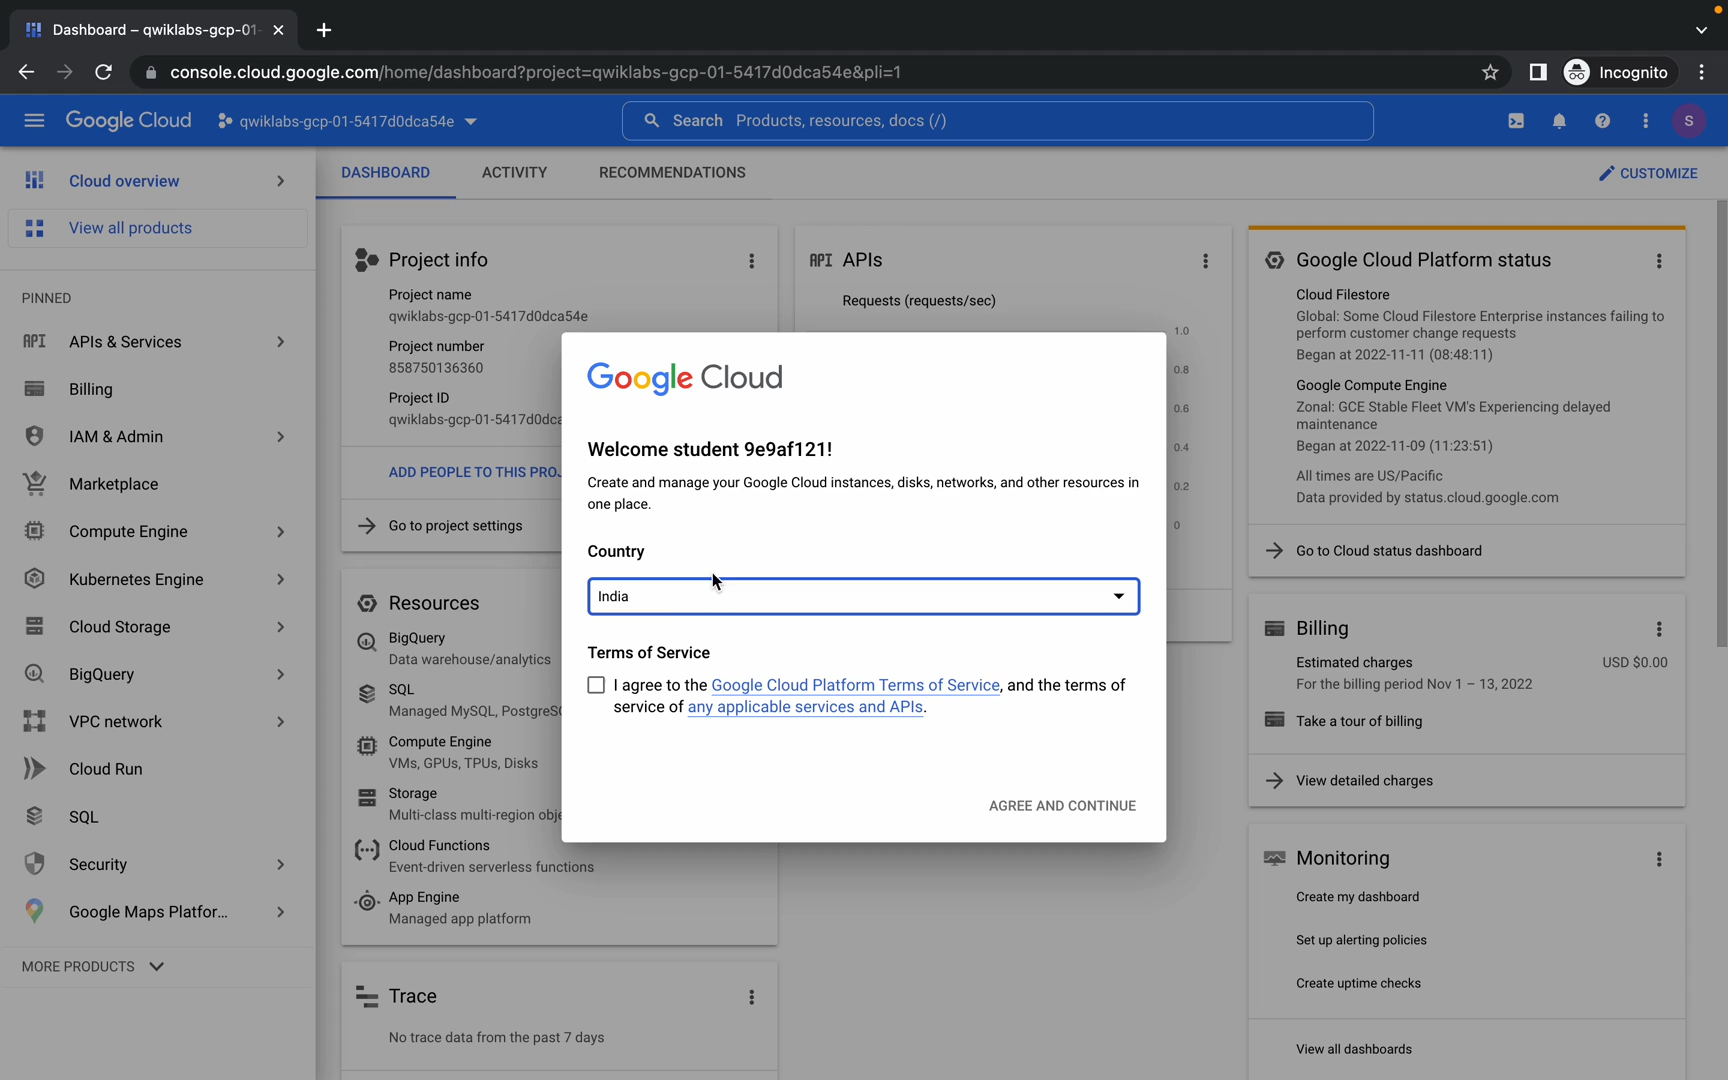 Dashboard – qwiklabs-gcp-01-
console.cloud.google.com/home/dashboard?project=qwiklabs-gcp-01-5417d0dca54e&pli=1
Incognito
Google Cloud
qwiklabs-gcp-01-5417d0dca54e
Search Products, resources, docs (/)
S
Cloud overview
View all products
PINNED
API APIs & Services
Billing
IAM & Admin
Marketplace
Compute Engine
Kubernetes Engine
Cloud Storage
BigQuery
VPC network
Cloud Run
SQL
Security
Google Maps Platfor...
MORE PRODUCTS
DASHBOARD
ACTIVITY
RECOMMENDATIONS
CUSTOMIZE
Project info
Project name
qwiklabs-gcp-01-5417d0dca54e
Project number
858750136360
Project ID
qwiklabs-gcp-01-5417d0dca
ADD PEOPLE TO THIS PROJ
Go to project settings
Resources
BigQuery
Data warehouse/analytics
SQL
Managed MySQL, PostgreS
Compute Engine
VMs, GPUs, TPUs, Disks
Storage
Multi-class multi-region obje
Cloud Functions
Event-driven serverless functions
App Engine
Managed app platform
Trace
No trace data from the past 7 days
API APIs
Requests (requests/sec)
1.0
0.8
0.6
0.4
0.2
0
Google Cloud
Welcome student 9e9af121!
Create and manage your Google Cloud instances, disks, networks, and other resources in
one place.
Country
India
Terms of Service
I agree to the Google Cloud Platform Terms of Service, and the terms of
service of any applicable services and APIs.
AGREE AND CONTINUE
Google Cloud Platform status
Cloud Filestore
Global: Some Cloud Filestore Enterprise instances failing to
perform customer change requests
Began at 2022-11-11 (08:48:11)
Google Compute Engine
Zonal: GCE Stable Fleet VM's Experiencing delayed
maintenance
Began at 2022-11-09 (11:23:51)
All times are US/Pacific
Data provided by status.cloud.google.com
Go to Cloud status dashboard
Billing
Estimated charges USD $0.00
For the billing period Nov 1 – 13, 2022
Take a tour of billing
View detailed charges
Monitoring
Create my dashboard
Set up alerting policies
Create uptime checks
View all dashboards